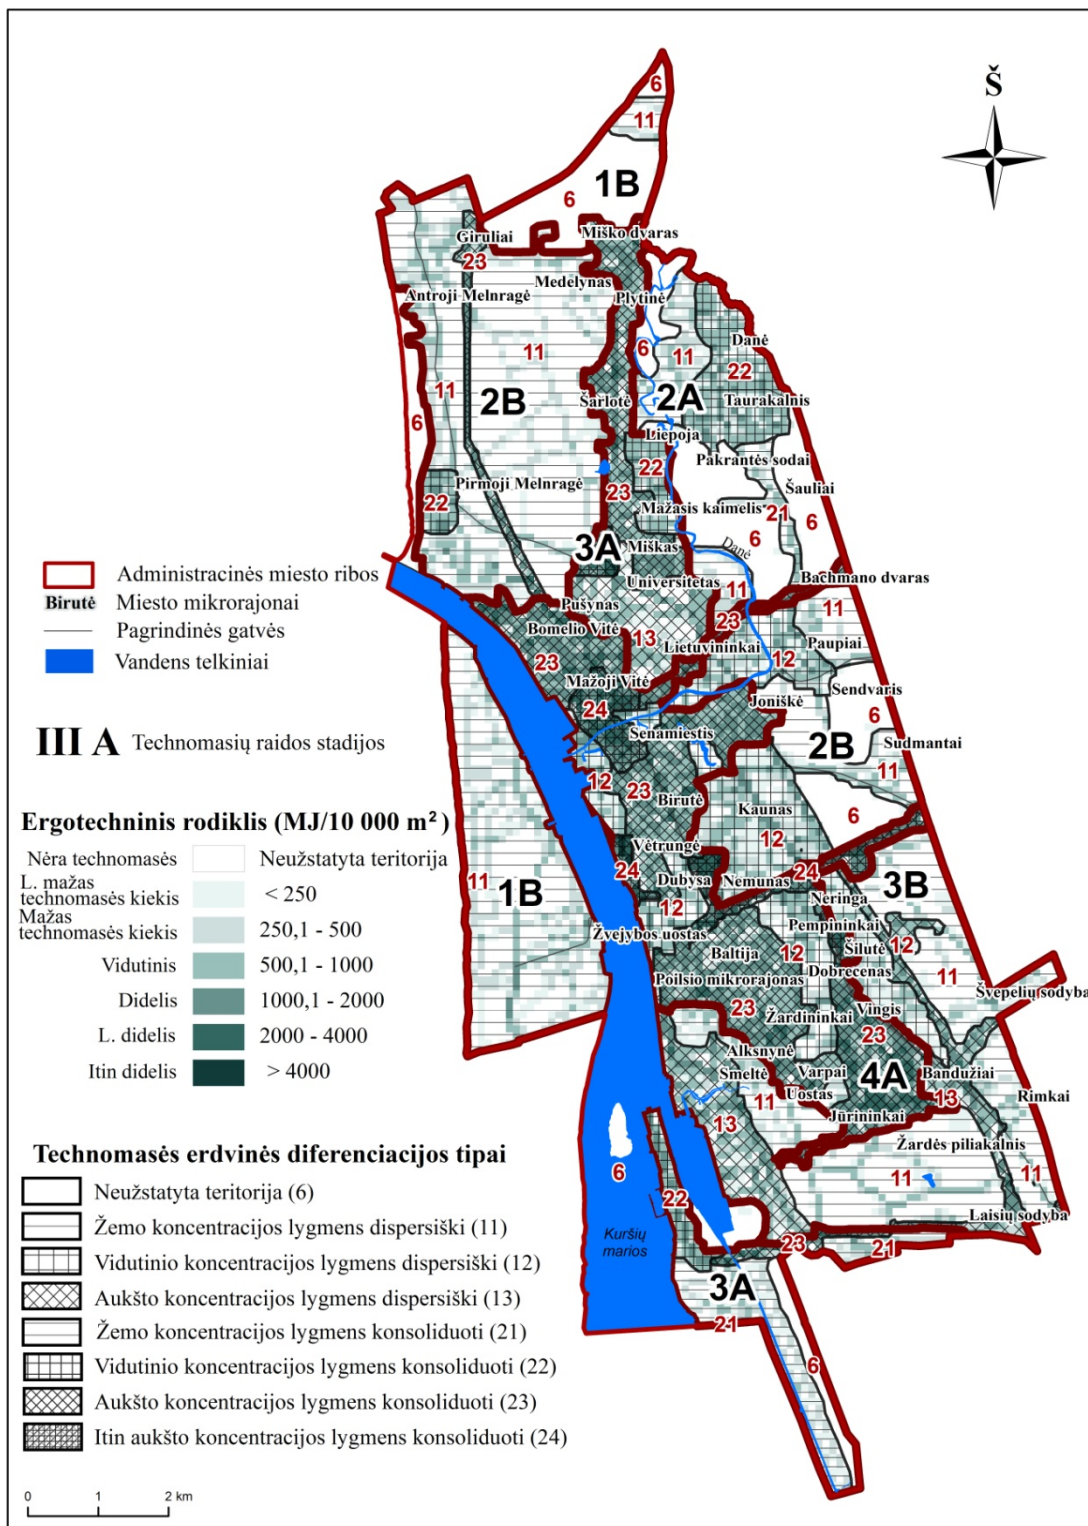 Š
6
11
1B
6
Miško dvaras
Giruliai
23
Medelynas
Plytinė
Antroji Melnragė
11
6
11
Danė
22
11
2B
2A
Taurakalnis
Šarlotė
6
Liepoja
Pakrantės sodai
22
Pirmoji Melnragė
22
23
Šauliai
Mažasis kaimelis
21
6
6
3A
Miškas
Danė
Universitetas
11
Bachmano dvaras
11
Pušynas
Bomelio Vitė
23
13
Lietuvininkai
Paupiai
12
23
Mažoji Vitė
Sendvaris
24
Joniškė
6
Senamiestis
2B
Sudmantai
11
12
23
Birutė
Kaunas
6
12
Vėtrungė
24
Dubysa
Nemunas
24
3B
11
1B
12
Neringa
Pempininkai
Žvejybos uostas
Baltija
12
Šilutė
12
Dobrecenas
Poilsio mikrorajonas
11
Švepelių sodyba
23
Žardininkai
Vingis
23
Alksnynė
Smeltė
Varpai
4A
Bandužiai
11
Uostas
13
Rimkai
13
Jūrininkai
Žardės piliakalnis
6
11
11
22
Laisių sodyba
Kuršių
marios
23
21
3A
21
6
Administracinės miesto ribos
Birutė Miesto mikrorajonai
Pagrindinės gatvės
Vandens telkiniai
III A Technomasių raidos stadijos
Ergotechninis rodiklis (MJ/10 000 m²)
Nėra technomasės Neužstatyta teritorija
L. mažas
technomasės kiekis < 250
Mažas
technomasės kiekis 250,1 - 500
Vidutinis 500,1 - 1000
Didelis 1000,1 - 2000
L. didelis 2000 - 4000
Itin didelis > 4000
Technomasės erdvinės diferenciacijos tipai
Neužstatyta teritorija (6)
Žemo koncentracijos lygmens dispersiški (11)
Vidutinio koncentracijos lygmens dispersiški (12)
Aukšto koncentracijos lygmens dispersiški (13)
Žemo koncentracijos lygmens konsoliduoti (21)
Vidutinio koncentracijos lygmens konsoliduoti (22)
Aukšto koncentracijos lygmens konsoliduoti (23)
Itin aukšto koncentracijos lygmens konsoliduoti (24)
0 1 2 km